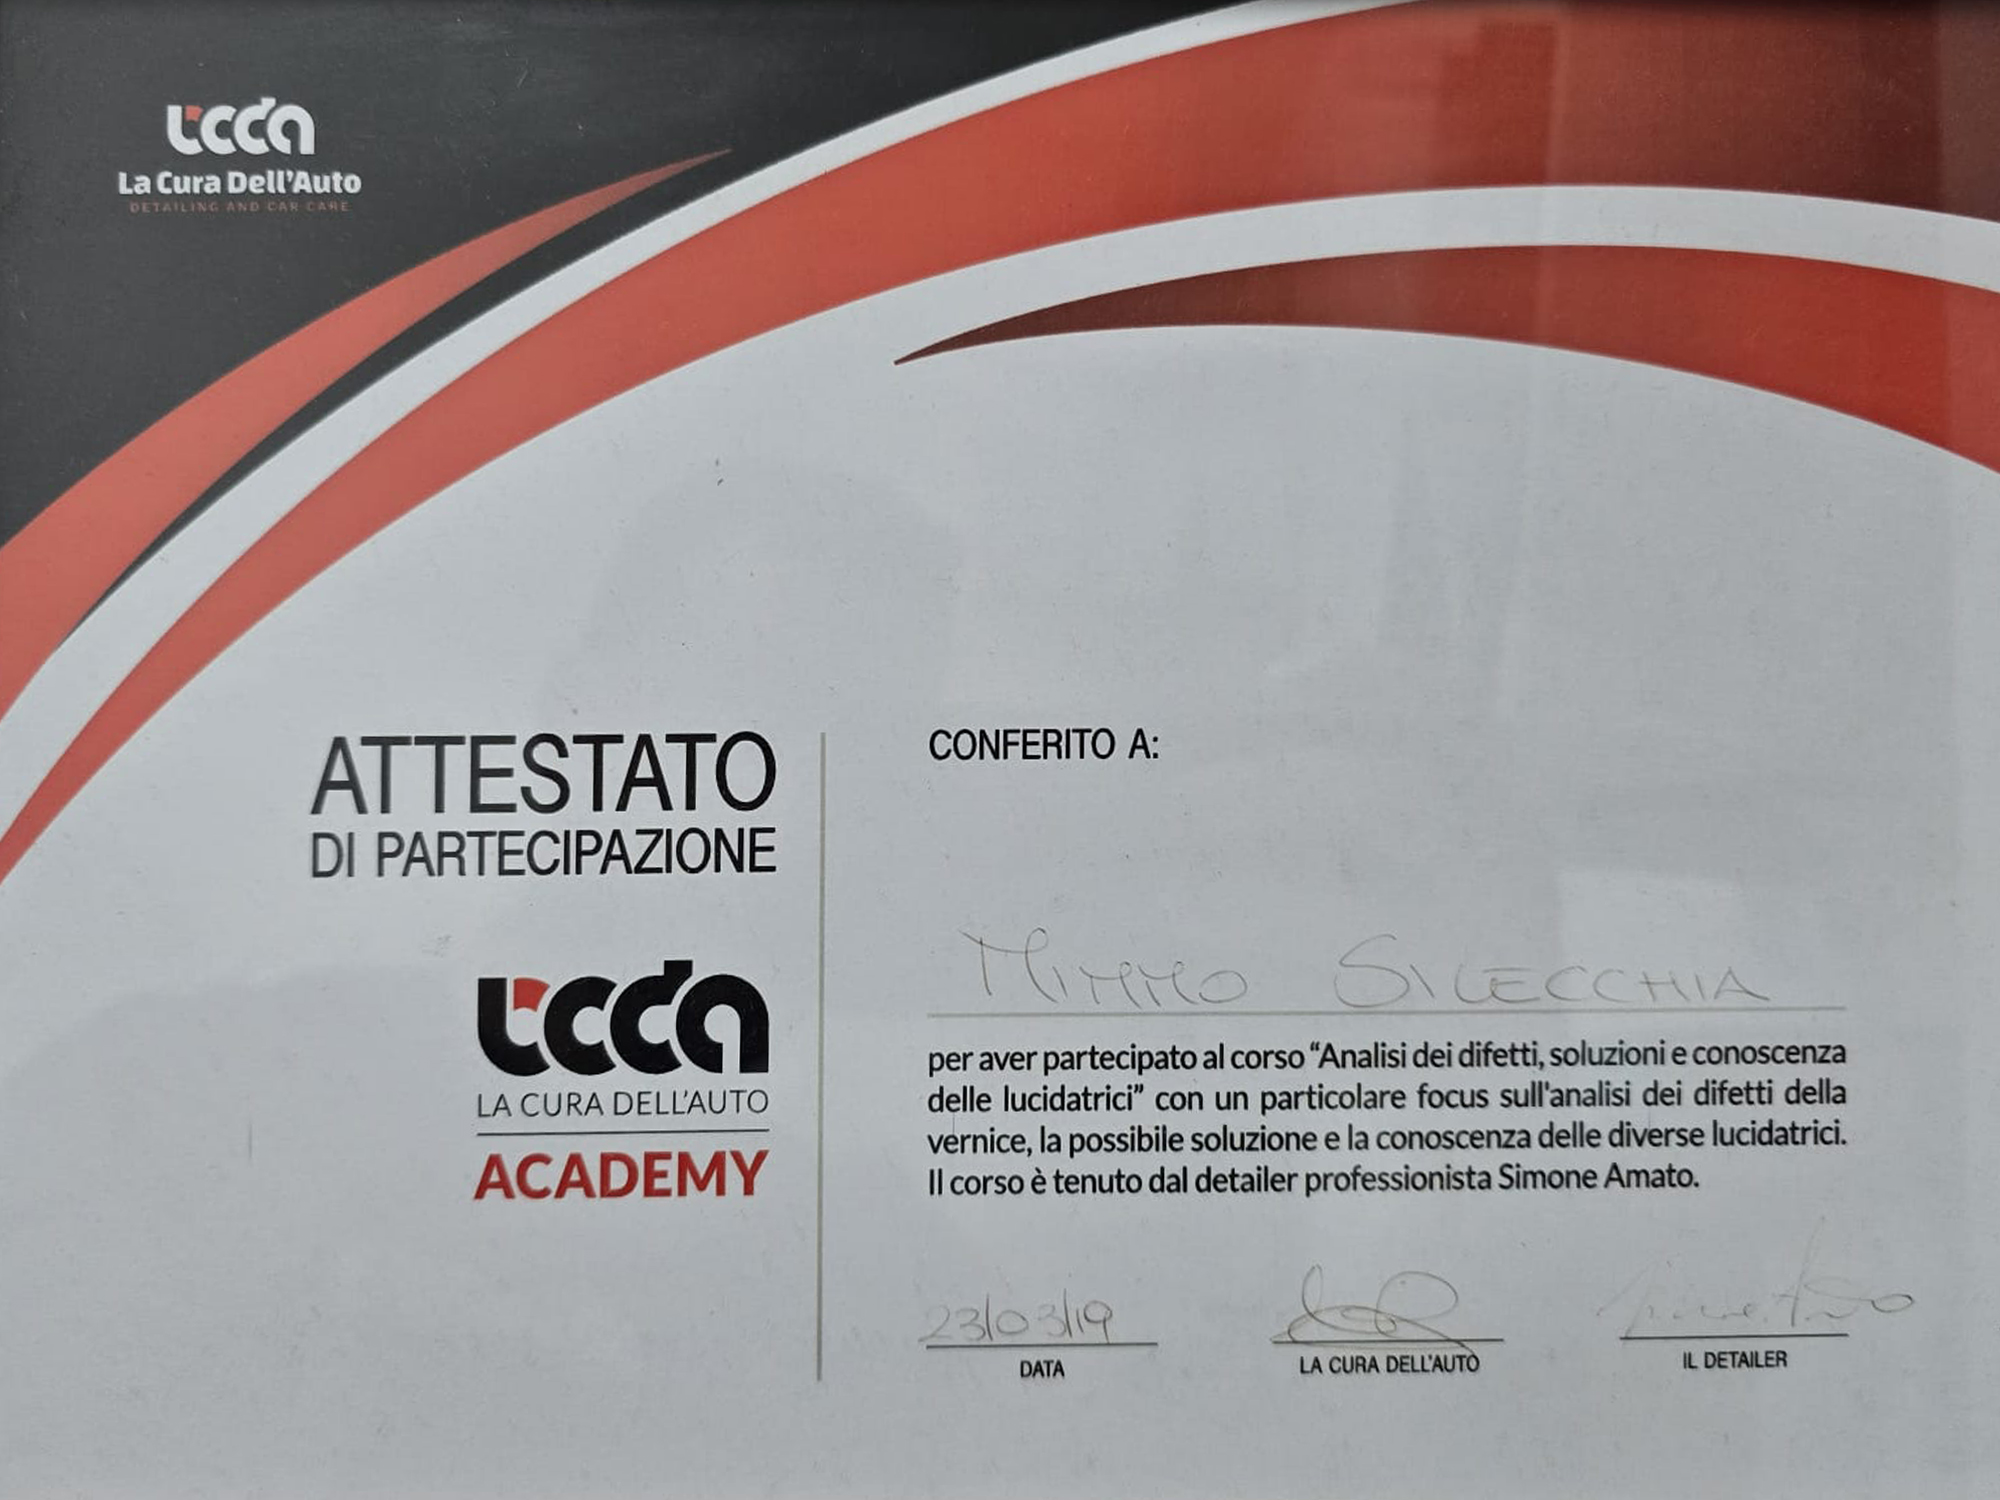 lcda
La Cura Dell'Auto
DETAILING AND CAR CARE
ATTESTATO
DI PARTECIPAZIONE
lcda
LA CURA DELL'AUTO
ACADEMY
CONFERITO A:
MIMMO SILECCHIA
per aver partecipato al corso “Analisi dei difetti, soluzioni e conoscenza
delle lucidatrici” con un particolare focus sull'analisi dei difetti della
vernice, la possibile soluzione e la conoscenza delle diverse lucidatrici.
Il corso è tenuto dal detailer professionista Simone Amato.
23/03/19
DATA
LA CURA DELL'AUTO
IL DETAILER